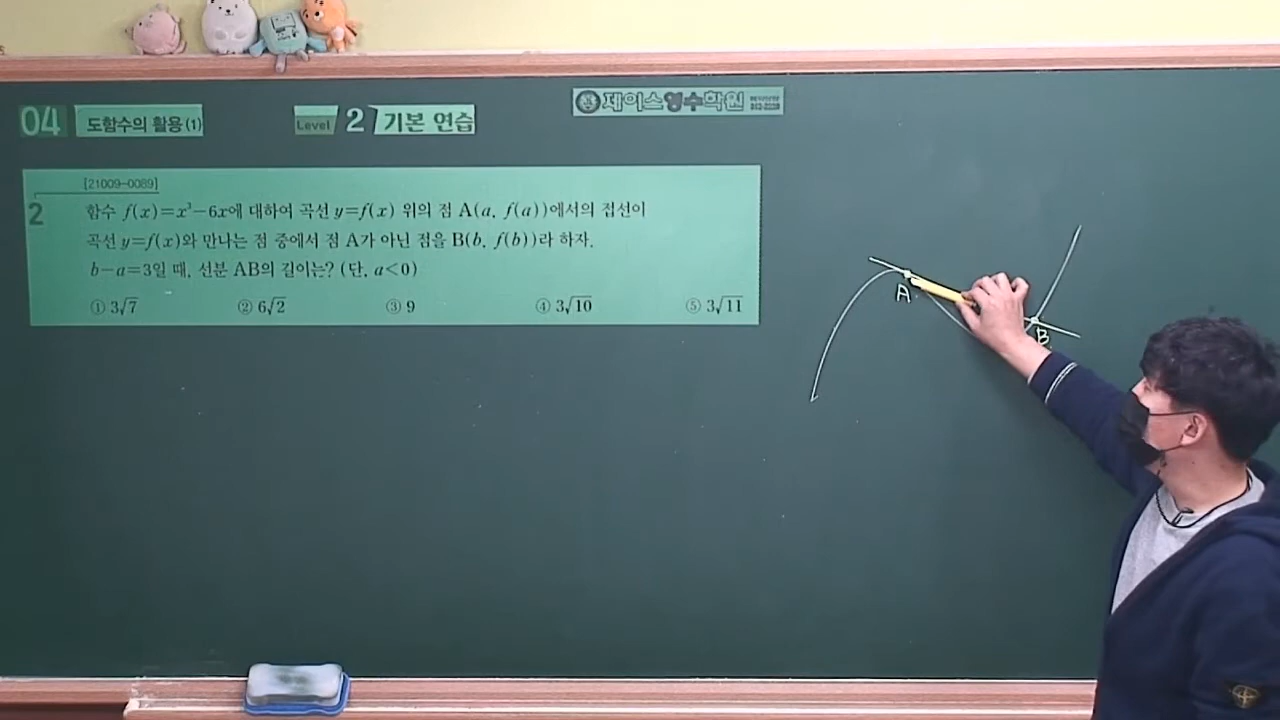 04 도함수의 활용(1)
Level 2 기본 연습
제이스영수학원
[21009-0089]
2
함수 f(x)=x³-6x에 대하여 곡선 y=f(x) 위의 점 A(a, f(a))에서의 접선이
곡선 y=f(x)와 만나는 점 중에서 점 A가 아닌 점을 B(b, f(b))라 하자.
b-a=3일 때, 선분 AB의 길이는? (단, a<0)
① 3√7 ② 6√2 ③ 9 ④ 3√10 ⑤ 3√11
A
B